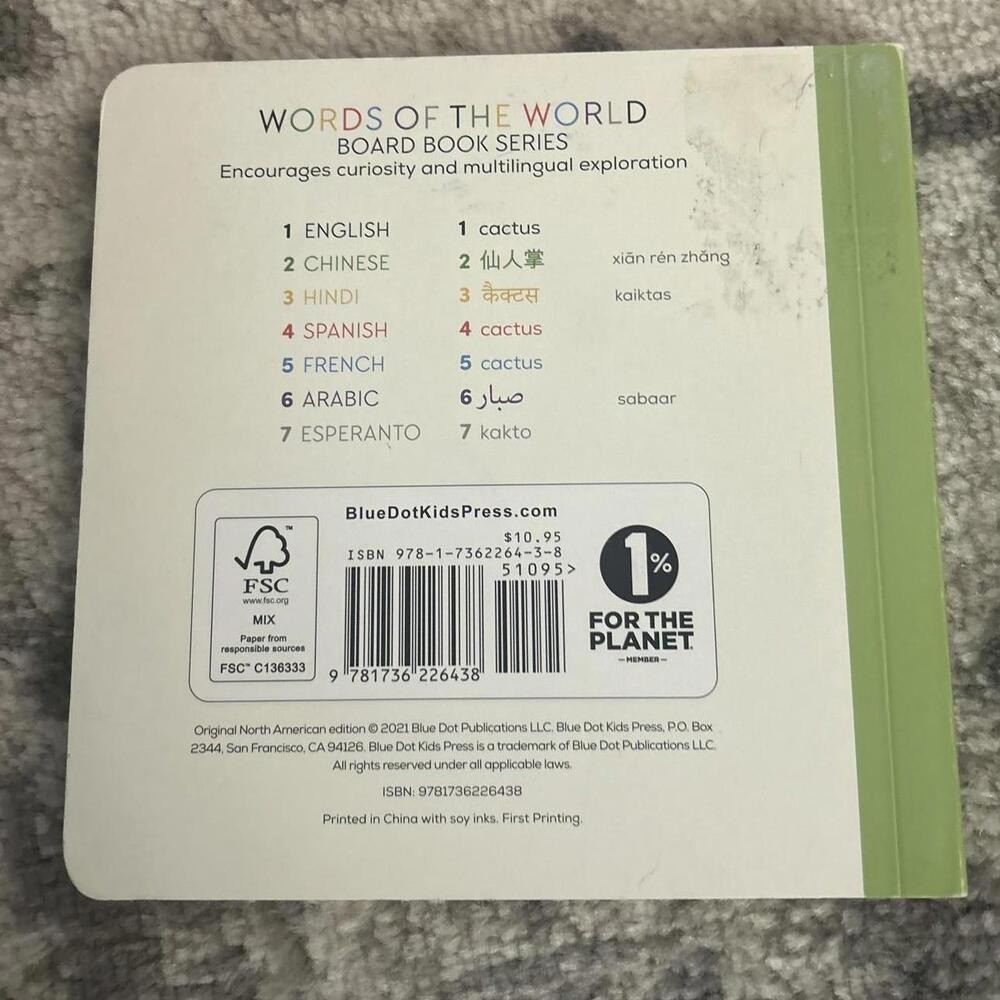 WORDS OF THE WORLD
BOARD BOOK SERIES
Encourages curiosity and multilingual exploration
1 ENGLISH 1 cactus
2 CHINESE 2 仙人掌 xiān rén zhǎng
3 HINDI 3 कैक्टस kaiktas
4 SPANISH 4 cactus
5 FRENCH 5 cactus
6 ARABIC 6 صبار sabaar
7 ESPERANTO 7 kakto
BlueDotKidsPress.com
$10.95
ISBN 978-1-7362264-3-8
51095>
9 781736 226438
™
FSC
www.fsc.org
MIX
Paper from
responsible sources
FSC™ C136333
1%
FOR THE
PLANET
MEMBER
Original North American edition © 2021 Blue Dot Publications LLC. Blue Dot Kids Press, P.O. Box
2344, San Francisco, CA 94126. Blue Dot Kids Press is a trademark of Blue Dot Publications LLC.
All rights reserved under all applicable laws.
ISBN: 9781736226438
Printed in China with soy inks. First Printing.